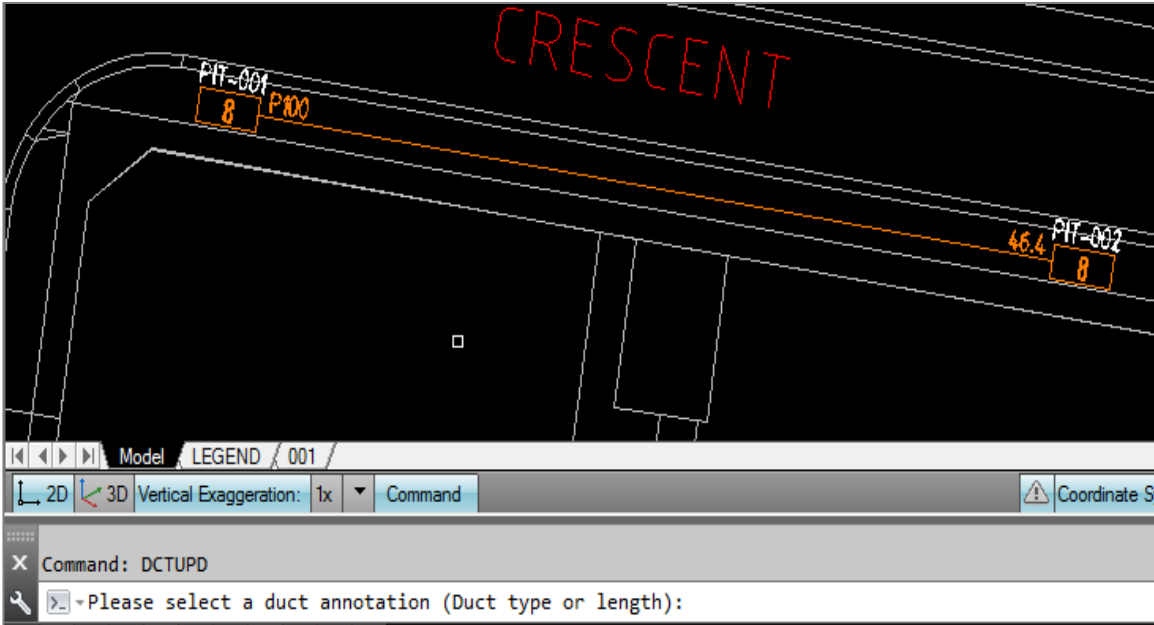 CRESCENT
PIT-001
8
P100
46.4
PIT-002
8
Model
LEGEND
001
2D
3D
Vertical Exaggeration:
1x
Command
Coordinate S
Command: DCTUPD
Please select a duct annotation (Duct type or length):